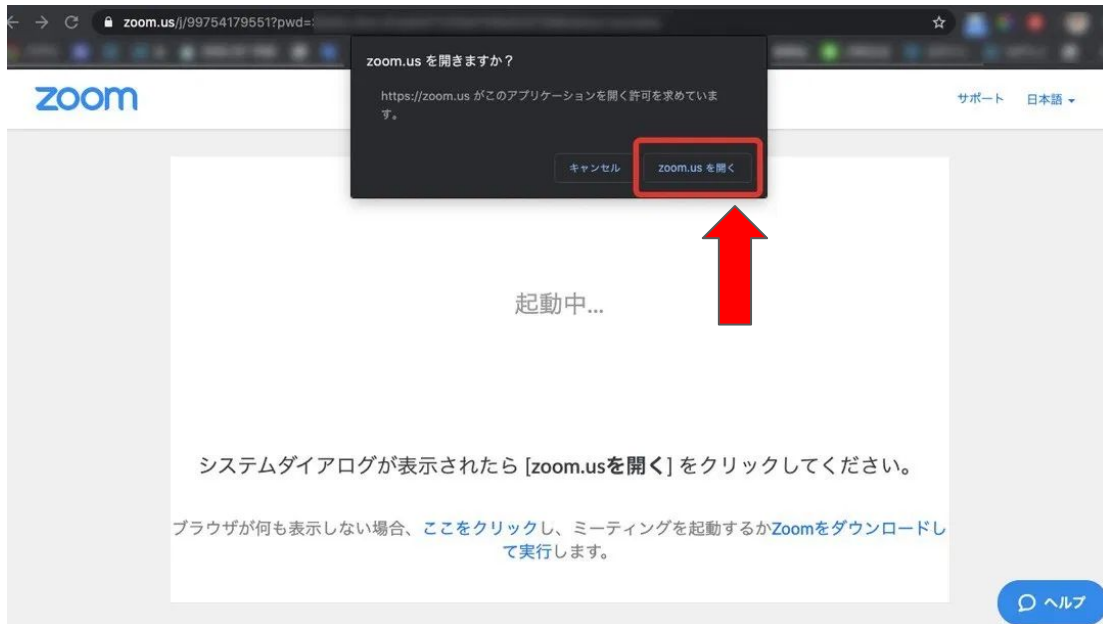 zoom.us/j/99754179551?pwd=
zoom.us を開きますか？
https://zoom.us がこのアプリケーションを開く許可を求めていま
す。
キャンセル
zoom.us を開く
zoom
サポート
日本語
起動中...
システムダイアログが表示されたら [zoom.usを開く] をクリックしてください。
ブラウザが何も表示しない場合、ここをクリックし、ミーティングを起動するかZoomをダウンロードし
て実行します。
ヘルプ